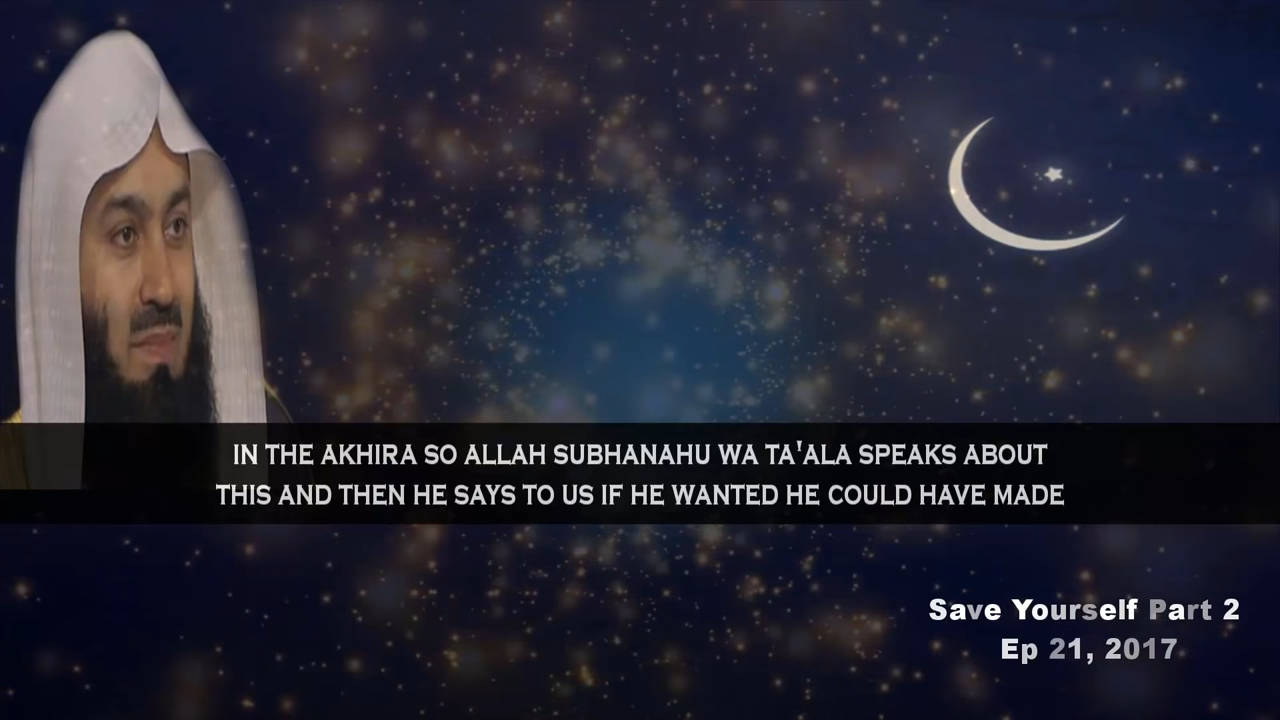 IN THE AKHIRA SO ALLAH SUBHANAHU WA TA'ALA SPEAKS ABOUT
THIS AND THEN HE SAYS TO US IF HE WANTED HE COULD HAVE MADE
Save Yourself Part 2
Ep 21, 2017